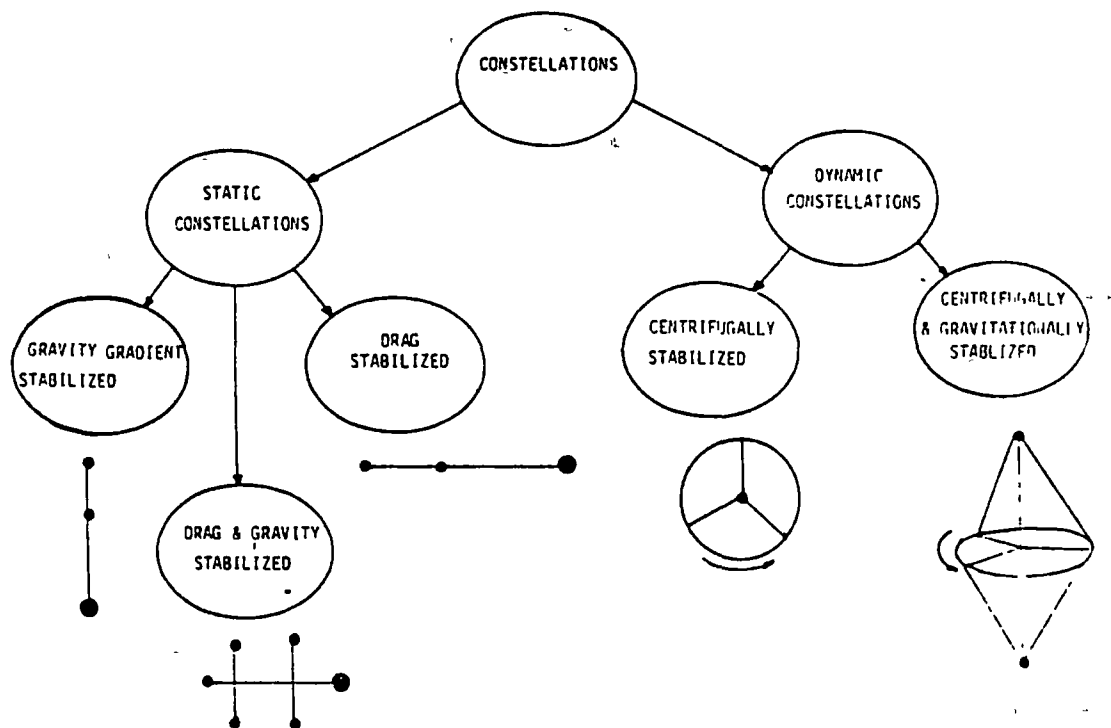 CONSTELLATIONS
STATIC
CONSTELLATIONS
DYNAMIC
CONSTELLATIONS
GRAVITY GRADIENT
STABILIZED
DRAG
STABILIZED
CENTRIFUGALLY
STABILIZED
CENTRIFUGALLY
& GRAVITATIONALLY
STABLIZED
DRAG & GRAVITY
STABILIZED